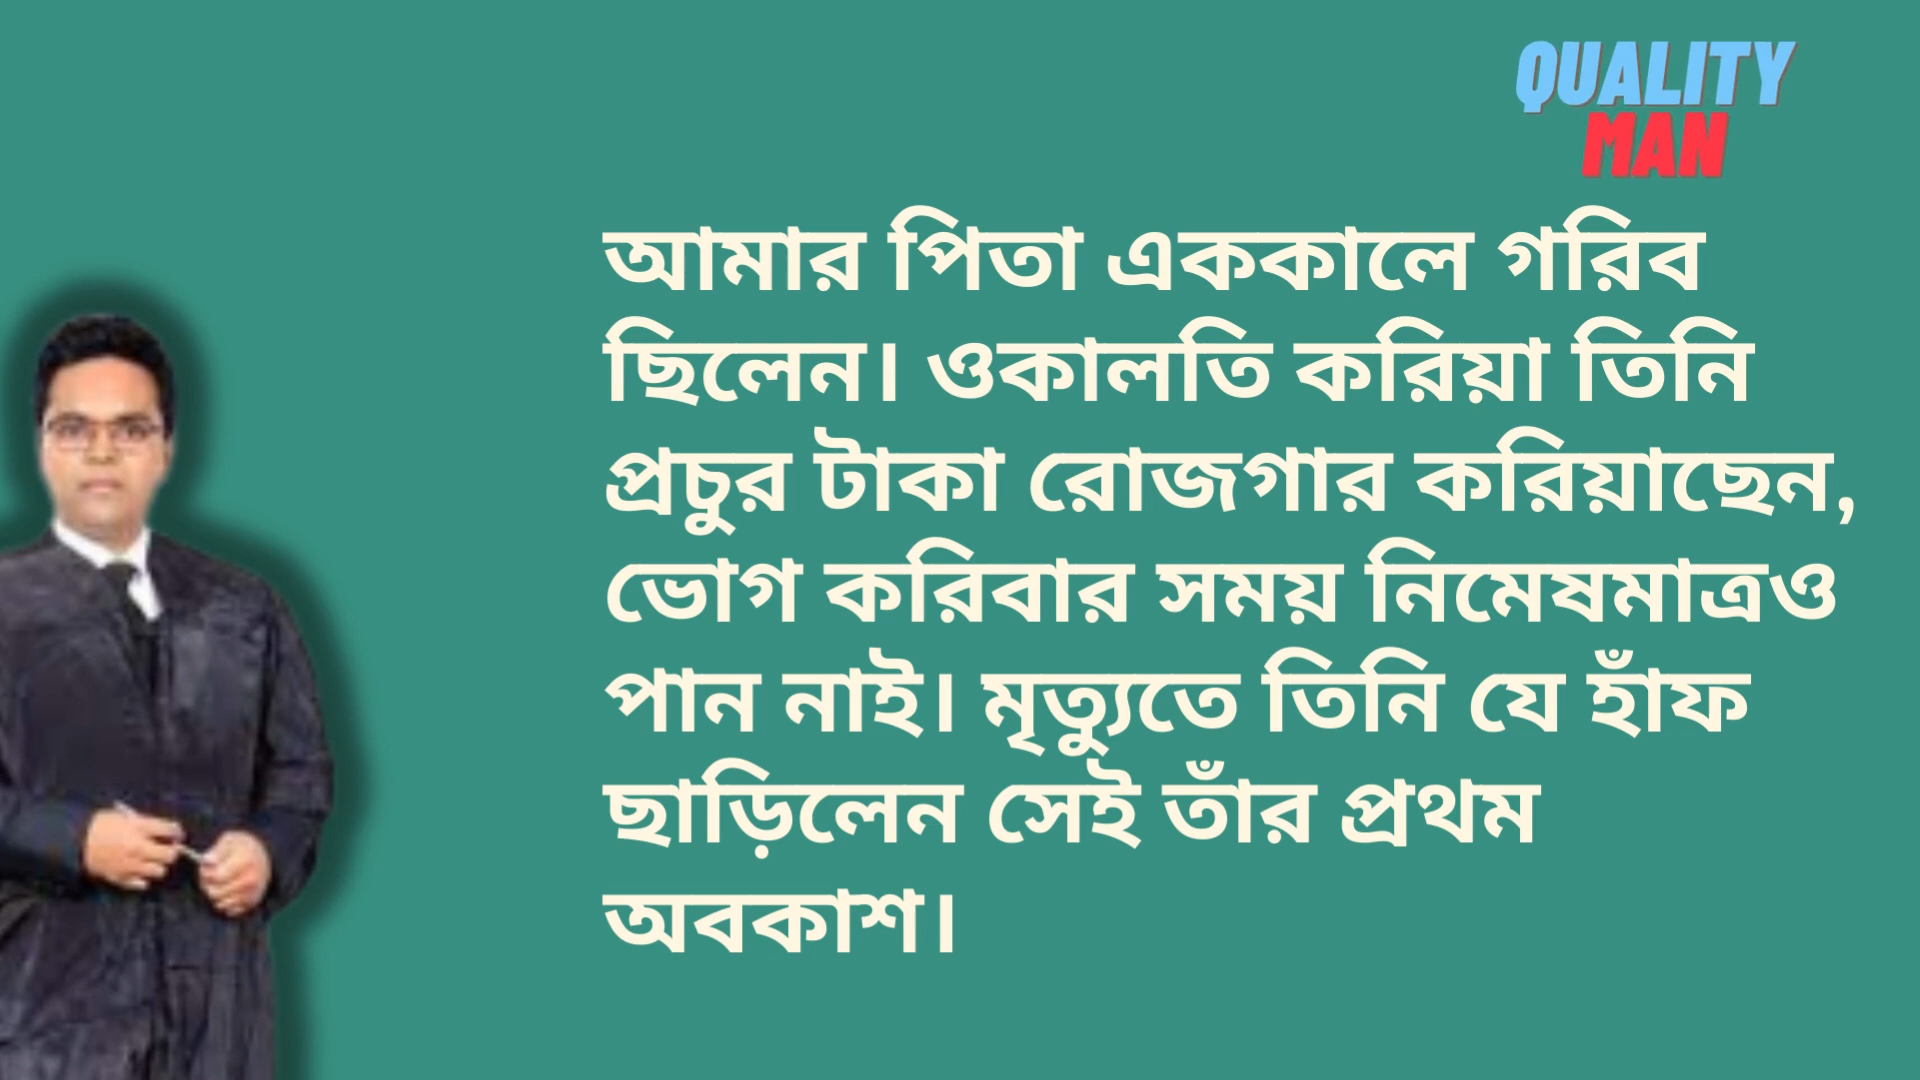 QUALITY
MAN
আমার পিতা এককালে গরিব
ছিলেন। ওকালতি করিয়া তিনি
প্রচুর টাকা রোজগার করিয়াছেন,
ভোগ করিবার সময় নিমেষমাত্রও
পান নাই। মৃত্যুতে তিনি যে হাঁফ
ছাড়িলেন সেই তাঁর প্রথম
অবকাশ।